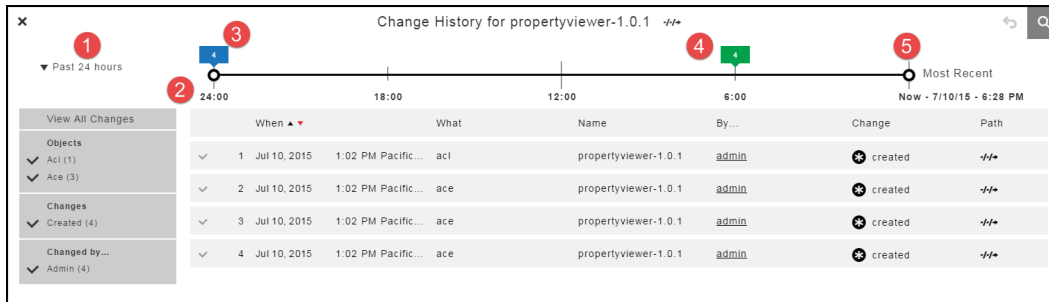 Change History for propertyviewer-1.0.1 -/-/→
1
3
4
5
4
4
▼ Past 24 hours
Most Recent
2
24:00 18:00 12:00 6:00 Now - 7/10/15 - 6:28 PM
View All Changes
Objects
Acl (1)
Ace (3)
Changes
Created (4)
Changed by...
Admin (4)
When ▲ ▼ What Name By... Change Path
1 Jul 10, 2015 1:02 PM Pacific... acl propertyviewer-1.0.1 admin created -/-/→
2 Jul 10, 2015 1:02 PM Pacific... ace propertyviewer-1.0.1 admin created -/-/→
3 Jul 10, 2015 1:02 PM Pacific... ace propertyviewer-1.0.1 admin created -/-/→
4 Jul 10, 2015 1:02 PM Pacific... ace propertyviewer-1.0.1 admin created -/-/→